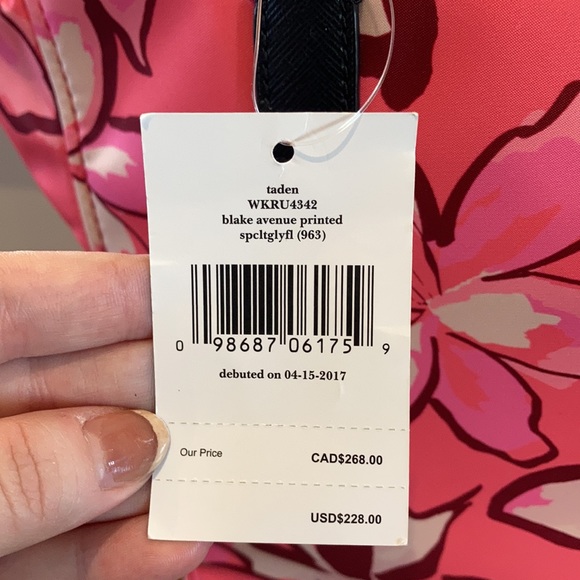 taden
WKRU4342
blake avenue printed
spcltglyfl (963)
0 98687 06175 9
debuted on 04-15-2017
Our Price CAD$268.00
USD$228.00